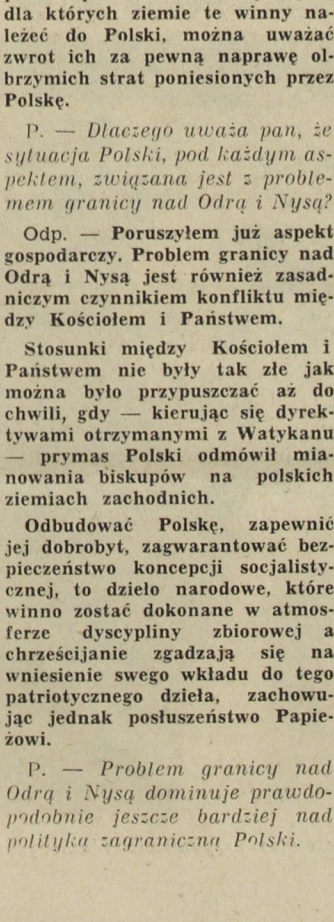 dla których ziemie te winny na-
leżeć do Polski, można uważać
zwrot ich za pewną naprawę ol-
brzymich strat poniesionych przez
Polskę.
P. — Dlaczego uważa pan, że
sytuacja Polski, pod każdym as-
pektem, związana jest z proble-
mem granicy nad Odrą i Nysą?
Odp. — Poruszyłem już aspekt
gospodarczy. Problem granicy nad
Odrą i Nysą jest również zasad-
niczym czynnikiem konfliktu mię-
dzy Kościołem i Państwem.
Stosunki między Kościołem i
Państwem nie były tak złe jak
można było przypuszczać aż do
chwili, gdy — kierując się dyrek-
tywami otrzymanymi z Watykanu
— prymas Polski odmówił mia-
nowania biskupów na polskich
ziemiach zachodnich.
Odbudować Polskę, zapewnić
jej dobrobyt, zagwarantować bez-
pieczeństwo koncepcji socjalisty-
cznej, to dzieło narodowe, które
winno zostać dokonane w atmos-
ferze dyscypliny zbiorowej a
chrześcijanie zgadzają się na
wniesienie swego wkładu do tego
patriotycznego dzieła, zachowu-
jąc jednak posłuszeństwo Papie-
żowi.
P. — Problem granicy nad
Odrą i Nysą dominuje prawdo-
podobnie jeszcze bardziej nad
polityką zagraniczną Polski.